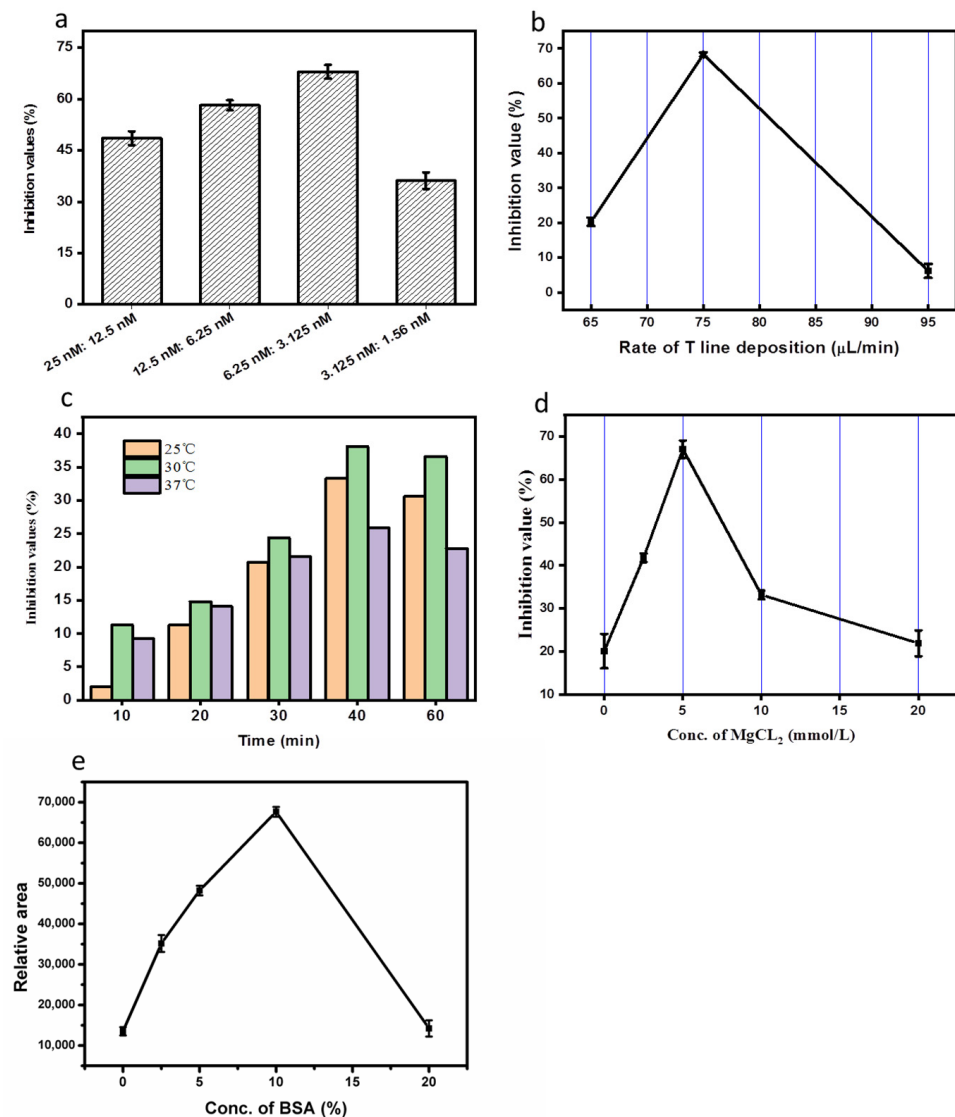 a
Inhibition values (%)
75
60
45
30
15
0
25 nM: 12.5 nM
12.5 nM: 6.25 nM
6.25 nM: 3.125 nM
3.125 nM: 1.56 nM
b
Inhibition value (%)
70
60
50
40
30
20
10
0
65 70 75 80 85 90 95
Rate of T line deposition (μL/min)
c
Inhibition values (%)
40
35
30
25
20
15
10
5
0
25℃
30℃
37℃
10 20 30 40 60
Time (min)
d
Inhibition value (%)
70
60
50
40
30
20
10
0 5 10 15 20
Conc. of MgCL₂ (mmol/L)
e
Relative area
70,000
60,000
50,000
40,000
30,000
20,000
10,000
0 5 10 15 20
Conc. of BSA (%)